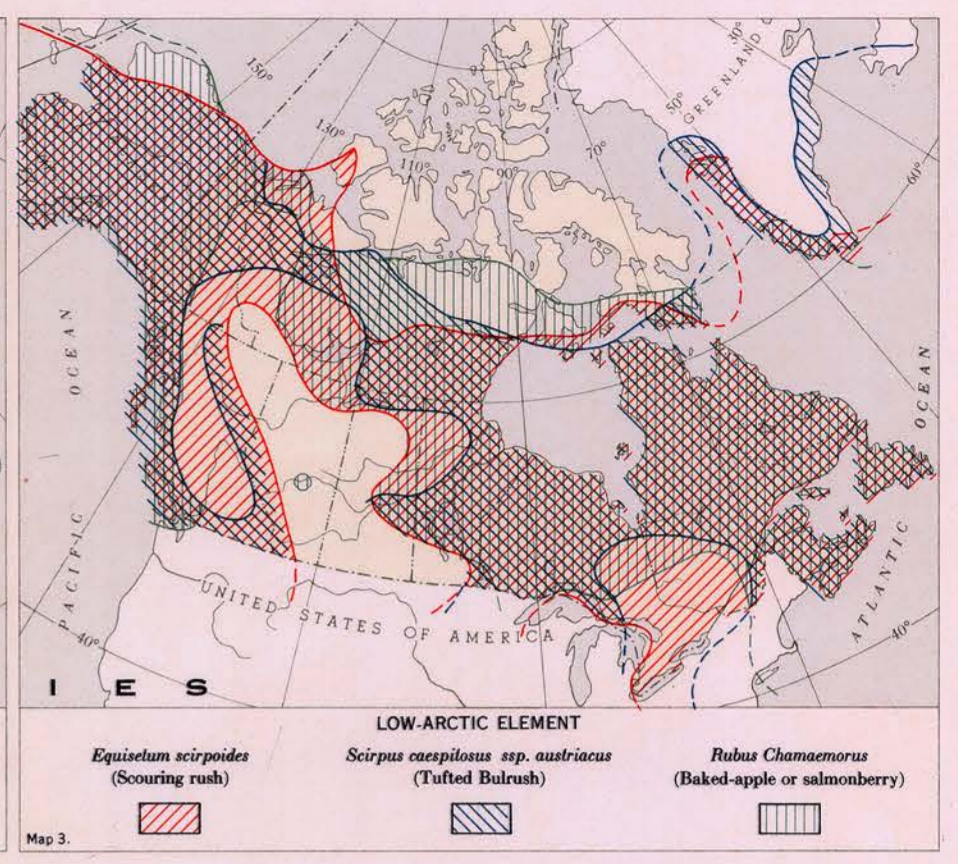 150°
130°
110°
90°
70°
50°
30°
GREENLAND
60°
OCEAN
PACIFIC
OCEAN
ATLANTIC
40°
40°
UNITED STATES OF AMERICA
I E S
LOW-ARCTIC ELEMENT
Equisetum scirpoides
(Scouring rush)
Scirpus caespitosus ssp. austriacus
(Tufted Bulrush)
Rubus Chamaemorus
(Baked-apple or salmonberry)
Map 3.